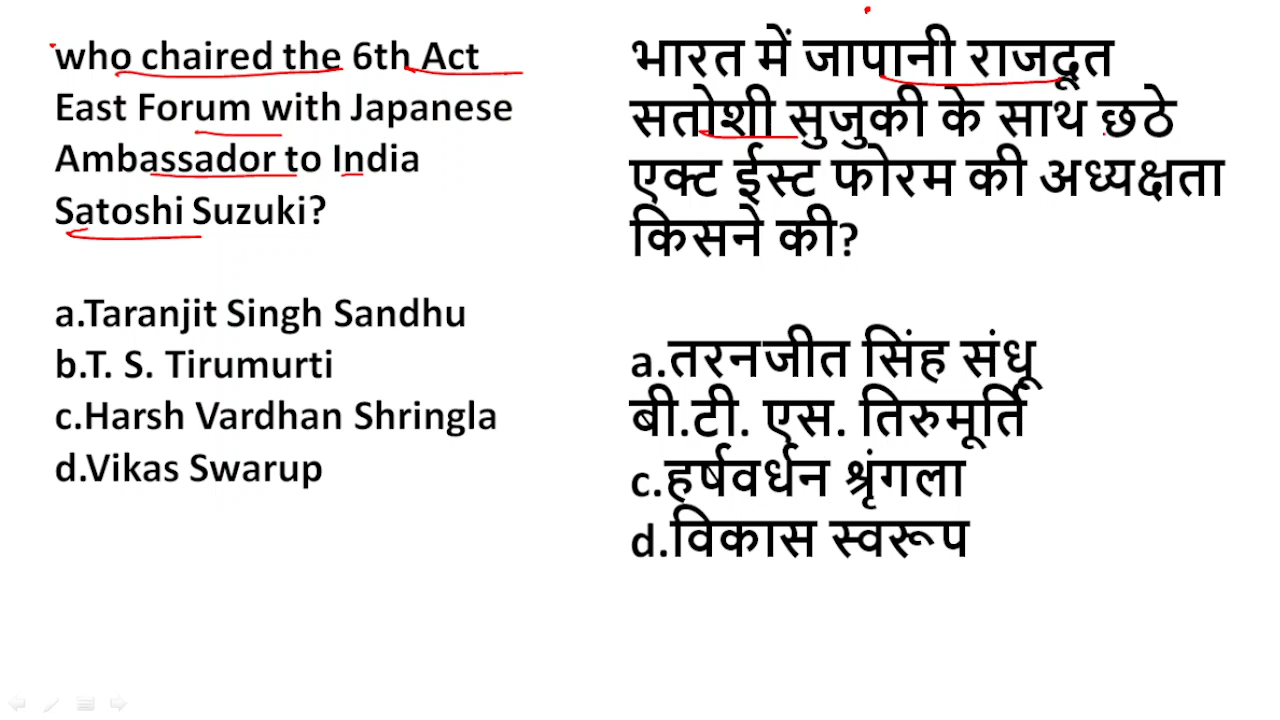 who chaired the 6th Act
East Forum with Japanese
Ambassador to India
Satoshi Suzuki?
a.Taranjit Singh Sandhu
b.T. S. Tirumurti
c.Harsh Vardhan Shringla
d.Vikas Swarup
भारत में जापानी राजदूत
सतोशी सुजुकी के साथ छठे
एक्ट ईस्ट फोरम की अध्यक्षता
किसने की?
a.तरनजीत सिंह संधू
बी.टी. एस. तिरुमूर्ति
c.हर्षवर्धन श्रृंगला
d.विकास स्वरूप